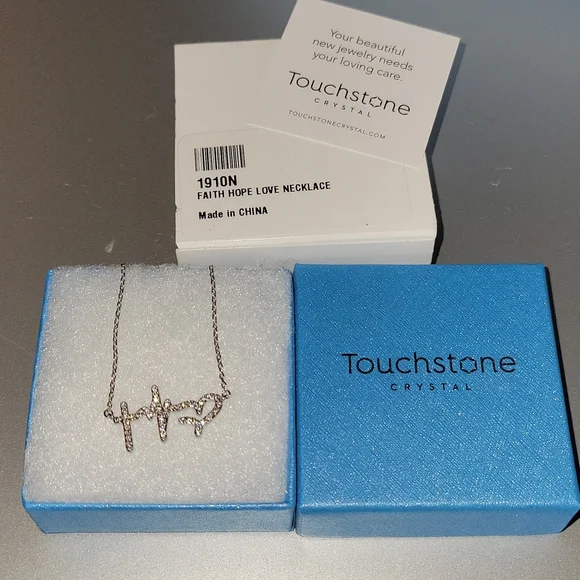 Your beautiful
new jewelry needs
your loving care.
Touchstone
CRYSTAL
TOUCHSTONECRYSTAL.COM
1910N
FAITH HOPE LOVE NECKLACE
Made in CHINA
Touchstone
CRYSTAL